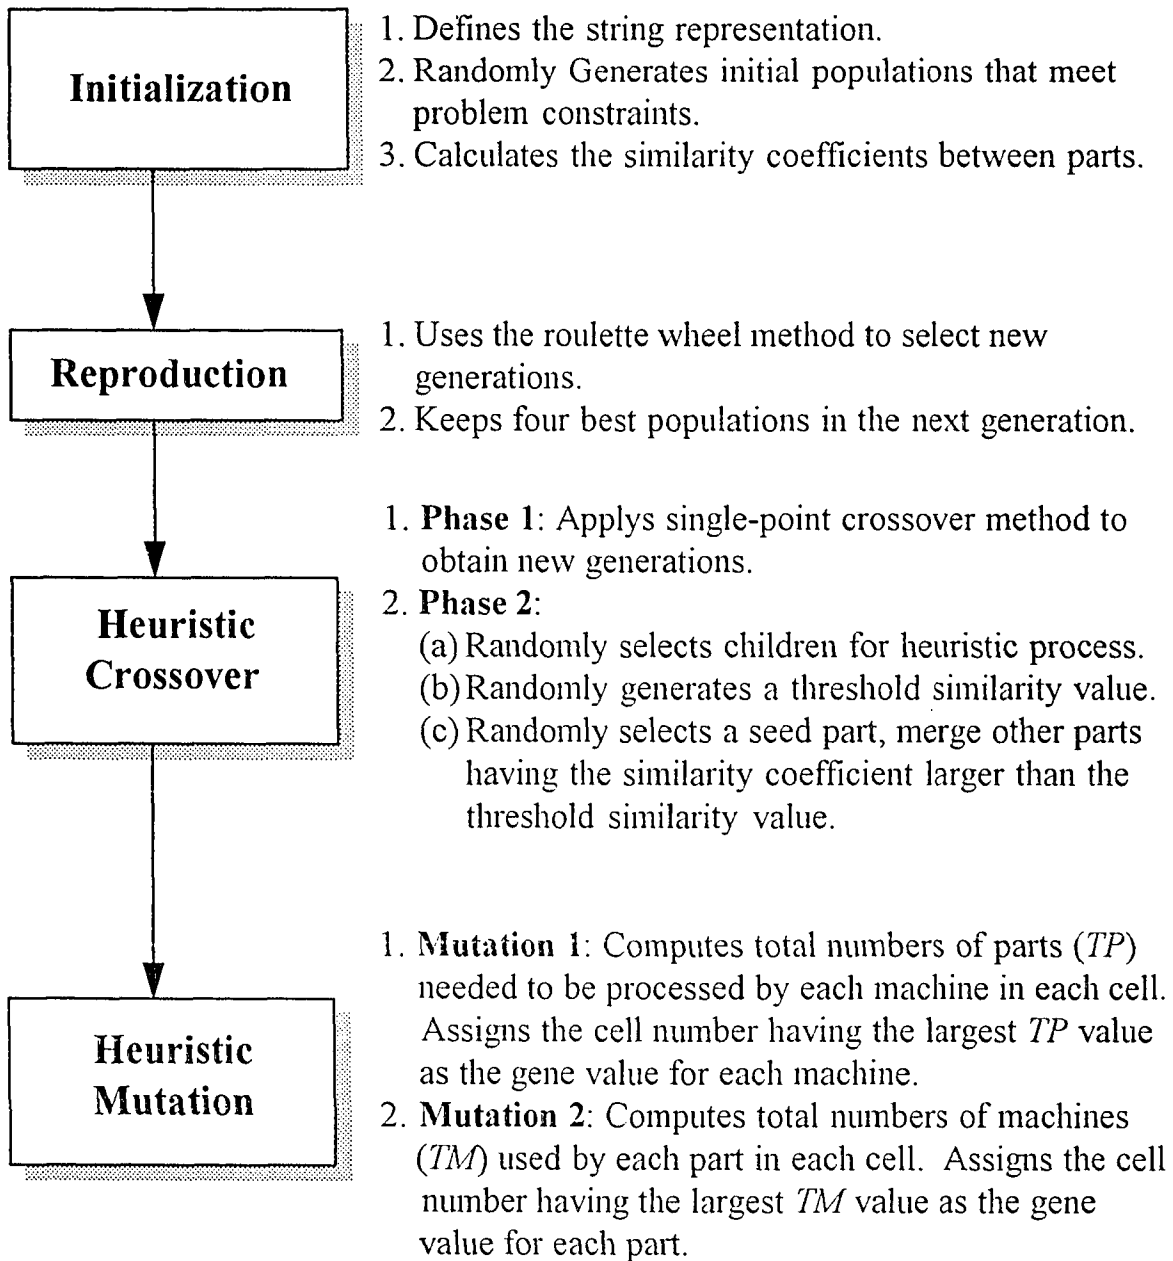 Initialization
1. Defines the string representation.
2. Randomly Generates initial populations that meet
problem constraints.
3. Calculates the similarity coefficients between parts.
Reproduction
1. Uses the roulette wheel method to select new
generations.
2. Keeps four best populations in the next generation.
Heuristic
Crossover
1. Phase 1: Applys single-point crossover method to
obtain new generations.
2. Phase 2:
(a) Randomly selects children for heuristic process.
(b) Randomly generates a threshold similarity value.
(c) Randomly selects a seed part, merge other parts
having the similarity coefficient larger than the
threshold similarity value.
Heuristic
Mutation
1. Mutation 1: Computes total numbers of parts (TP)
needed to be processed by each machine in each cell.
Assigns the cell number having the largest TP value
as the gene value for each machine.
2. Mutation 2: Computes total numbers of machines
(TM) used by each part in each cell. Assigns the cell
number having the largest TM value as the gene
value for each part.